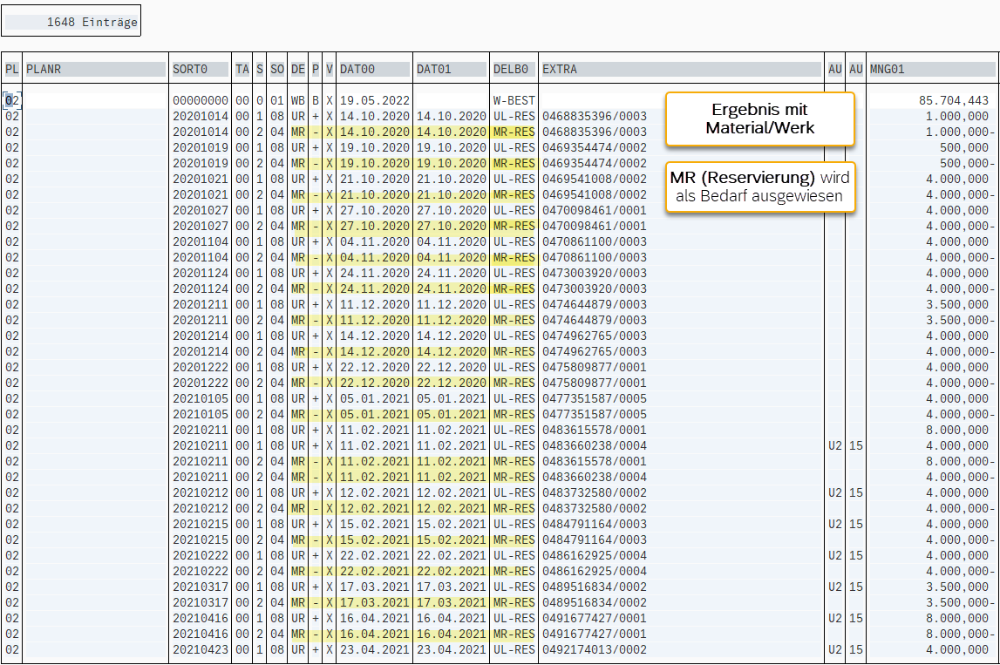 1648 Einträge
PL PLANR SORT0 TA S SO DE P V DAT00 DAT01 DELB0 EXTRA AU AU MNG01
02 00000000 00 0 01 WB B X 19.05.2022 W-BEST 85.704,443
02 20201014 00 1 08 UR + X 14.10.2020 14.10.2020 UL-RES 0468835396/0003 1.000,000
02 20201014 00 2 04 MR - X 14.10.2020 14.10.2020 MR-RES 0468835396/0003 1.000,000-
02 20201019 00 1 08 UR + X 19.10.2020 19.10.2020 UL-RES 0469354474/0002 500,000
02 20201019 00 2 04 MR - X 19.10.2020 19.10.2020 MR-RES 0469354474/0002 500,000-
02 20201021 00 1 08 UR + X 21.10.2020 21.10.2020 UL-RES 0469541008/0002 4.000,000
02 20201021 00 2 04 MR - X 21.10.2020 21.10.2020 MR-RES 0469541008/0002 4.000,000-
02 20201027 00 1 08 UR + X 27.10.2020 27.10.2020 UL-RES 0470098461/0001 4.000,000
02 20201027 00 2 04 MR - X 27.10.2020 27.10.2020 MR-RES 0470098461/0001 4.000,000-
02 20201104 00 1 08 UR + X 04.11.2020 04.11.2020 UL-RES 0470861100/0003 4.000,000
02 20201104 00 2 04 MR - X 04.11.2020 04.11.2020 MR-RES 0470861100/0003 4.000,000-
02 20201124 00 1 08 UR + X 24.11.2020 24.11.2020 UL-RES 0473003920/0003 4.000,000
02 20201124 00 2 04 MR - X 24.11.2020 24.11.2020 MR-RES 0473003920/0003 4.000,000-
02 20201211 00 1 08 UR + X 11.12.2020 11.12.2020 UL-RES 0474644879/0003 3.500,000
02 20201211 00 2 04 MR - X 11.12.2020 11.12.2020 MR-RES 0474644879/0003 3.500,000-
02 20201214 00 1 08 UR + X 14.12.2020 14.12.2020 UL-RES 0474962765/0003 4.000,000
02 20201214 00 2 04 MR - X 14.12.2020 14.12.2020 MR-RES 0474962765/0003 4.000,000-
02 20201222 00 1 08 UR + X 22.12.2020 22.12.2020 UL-RES 0475809877/0001 4.000,000
02 20201222 00 2 04 MR - X 22.12.2020 22.12.2020 MR-RES 0475809877/0001 4.000,000-
02 20210105 00 1 08 UR + X 05.01.2021 05.01.2021 UL-RES 0477351587/0005 4.000,000
02 20210105 00 2 04 MR - X 05.01.2021 05.01.2021 MR-RES 0477351587/0005 4.000,000-
02 20210211 00 1 08 UR + X 11.02.2021 11.02.2021 UL-RES 0483615578/0001 8.000,000
02 20210211 00 1 08 UR + X 11.02.2021 11.02.2021 UL-RES 0483660238/0004 U2 15 4.000,000
02 20210211 00 2 04 MR - X 11.02.2021 11.02.2021 MR-RES 0483615578/0001 8.000,000-
02 20210211 00 2 04 MR - X 11.02.2021 11.02.2021 MR-RES 0483660238/0004 4.000,000-
02 20210212 00 1 08 UR + X 12.02.2021 12.02.2021 UL-RES 0483732580/0002 U2 15 4.000,000
02 20210212 00 2 04 MR - X 12.02.2021 12.02.2021 MR-RES 0483732580/0002 4.000,000-
02 20210215 00 1 08 UR + X 15.02.2021 15.02.2021 UL-RES 0484791164/0003 U2 15 4.000,000
02 20210215 00 2 04 MR - X 15.02.2021 15.02.2021 MR-RES 0484791164/0003 4.000,000-
02 20210222 00 1 08 UR + X 22.02.2021 22.02.2021 UL-RES 0486162925/0004 U2 15 4.000,000
02 20210222 00 2 04 MR - X 22.02.2021 22.02.2021 MR-RES 0486162925/0004 4.000,000-
02 20210317 00 1 08 UR + X 17.03.2021 17.03.2021 UL-RES 0489516834/0002 U2 15 3.500,000
02 20210317 00 2 04 MR - X 17.03.2021 17.03.2021 MR-RES 0489516834/0002 3.500,000-
02 20210416 00 1 08 UR + X 16.04.2021 16.04.2021 UL-RES 0491677427/0001 U2 15 8.000,000
02 20210416 00 2 04 MR - X 16.04.2021 16.04.2021 MR-RES 0491677427/0001 8.000,000-
02 20210423 00 1 08 UR + X 23.04.2021 23.04.2021 UL-RES 0492174013/0002 U2 15 4.000,000
Ergebnis mit
Material/Werk
MR (Reservierung) wird
als Bedarf ausgewiesen